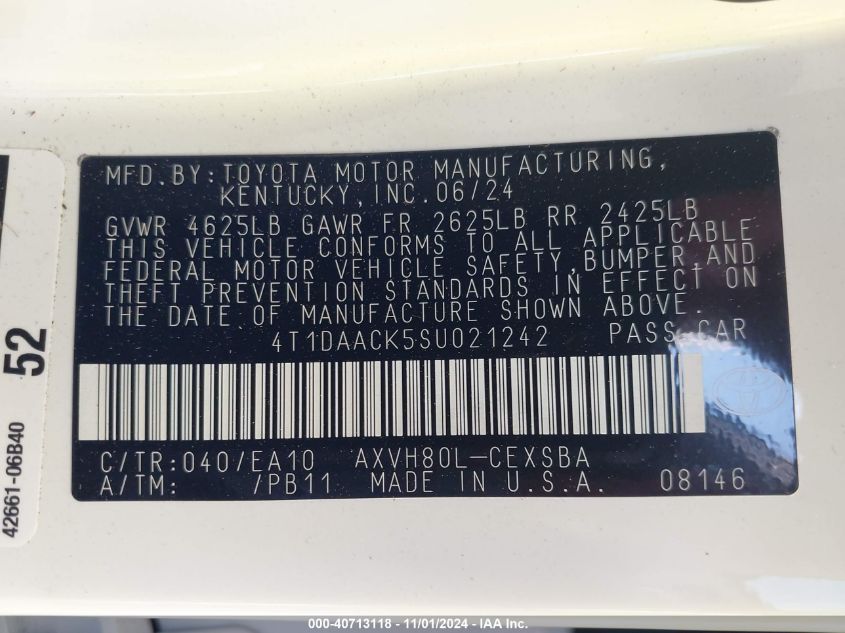 MFD.BY:TOYOTA MOTOR MANUFACTURING,
KENTUCKY,INC.06/24
GVWR 4625LB GAWR FR 2625LB RR 2425LB
THIS VEHICLE CONFORMS TO ALL APPLICABLE
FEDERAL MOTOR VEHICLE SAFETY,BUMPER,AND
THEFT PREVENTION STANDARDS IN EFFECT ON
THE DATE OF MANUFACTURE SHOWN ABOVE.
4T1DAACK5SU021242 PASS.CAR
C/TR:040/EA10 AXVH80L-CEXSBA
A/TM: /PB11 MADE IN U.S.A. 08146
52
42661-06B40
000-40713118 - 11/01/2024 - IAA Inc.